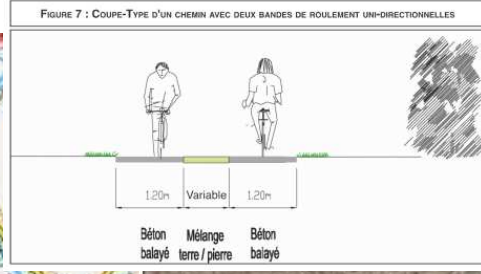 FIGURE 7 : COUPE-TYPE D'UN CHEMIN AVEC DEUX BANDES DE ROULEMENT UNI-DIRECTIONNELLES
1.20m Variable 1.20m
Béton Mélange Béton
balayé terre / pierre balayé